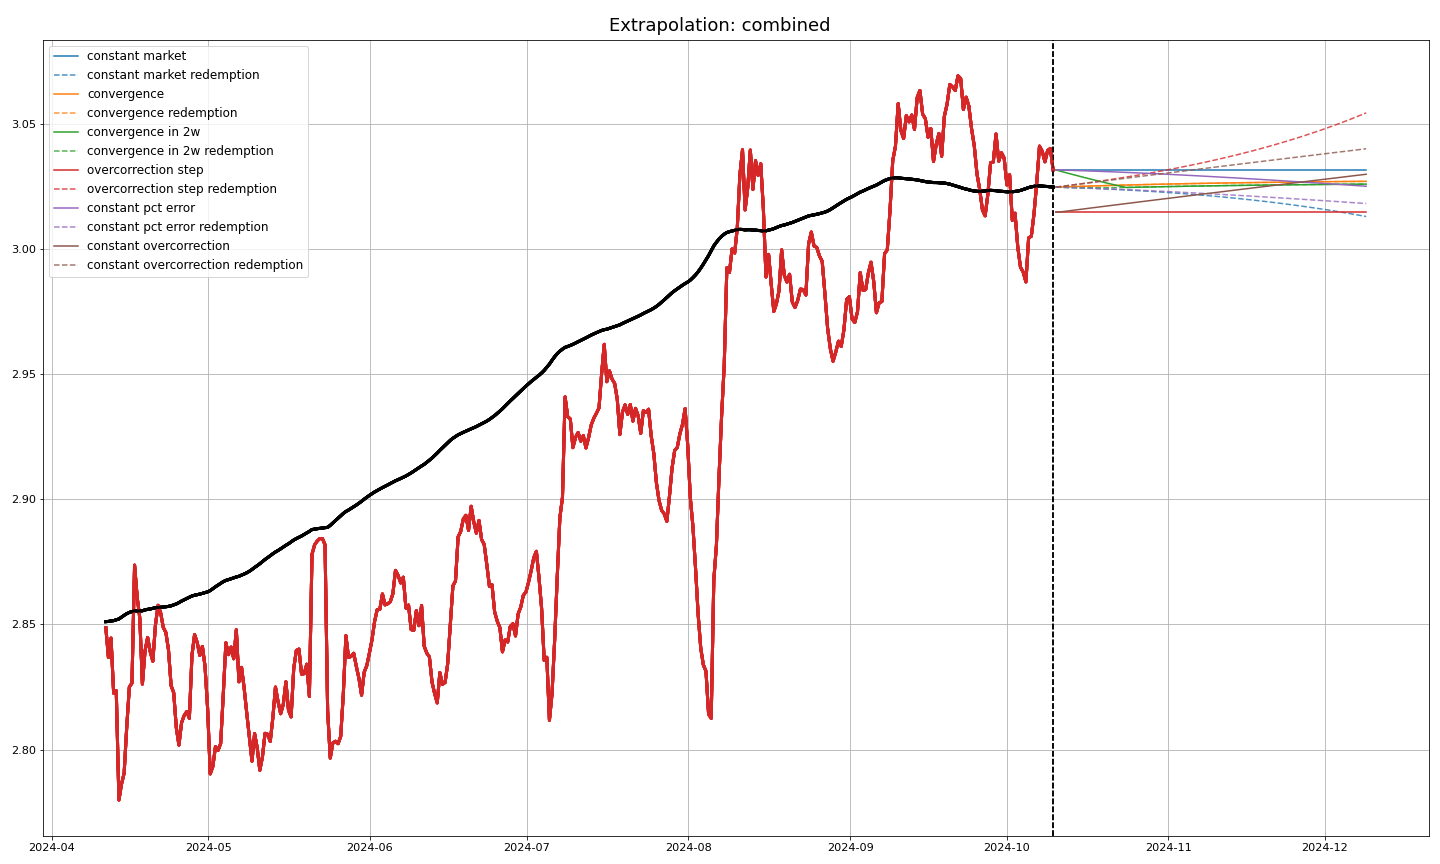 Extrapolation: combined
constant market
constant market redemption
convergence
convergence redemption
convergence in 2w
convergence in 2w redemption
overcorrection step
overcorrection step redemption
constant pct error
constant pct error redemption
constant overcorrection
constant overcorrection redemption
3.05
3.00
2.95
2.90
2.85
2.80
2024-04 2024-05 2024-06 2024-07 2024-08 2024-09 2024-10 2024-11 2024-12